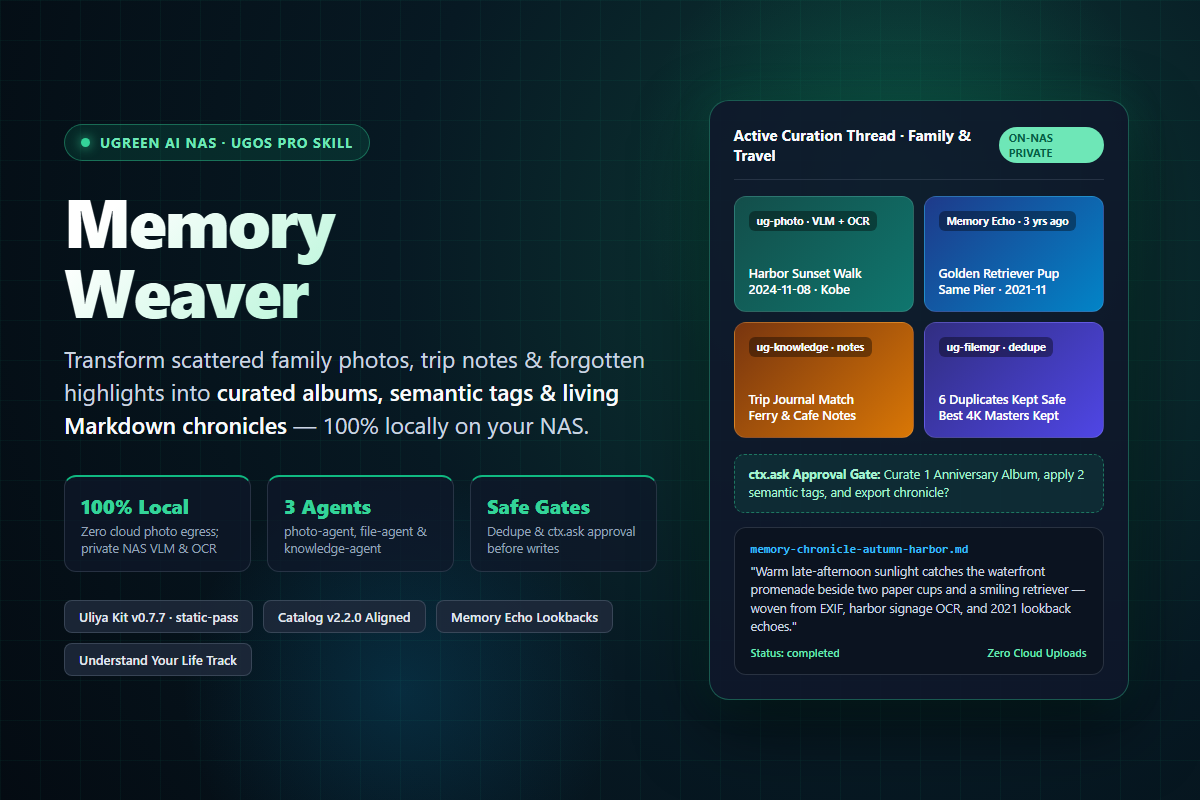 UGREEN AI NAS · UGOS PRO SKILL
Memory
Weaver
Transform scattered family photos, trip notes & forgotten
highlights into curated albums, semantic tags & living
Markdown chronicles — 100% locally on your NAS.
100% Local
Zero cloud photo egress;
private NAS VLM & OCR
3 Agents
photo-agent, file-agent &
knowledge-agent
Safe Gates
Dedupe & ctx.ask approval
before writes
Uliya Kit v0.7.7 · static-pass
Catalog v2.2.0 Aligned
Memory Echo Lookbacks
Understand Your Life Track
Active Curation Thread · Family &
Travel
ON-NAS
PRIVATE
ug-photo · VLM + OCR
Harbor Sunset Walk
2024-11-08 · Kobe
Memory Echo · 3 yrs ago
Golden Retriever Pup
Same Pier · 2021-11
ug-knowledge · notes
Trip Journal Match
Ferry & Cafe Notes
ug-filemgr · dedupe
6 Duplicates Kept Safe
Best 4K Masters Kept
ctx.ask Approval Gate: Curate 1 Anniversary Album, apply 2
semantic tags, and export chronicle?
memory-chronicle-autumn-harbor.md
"Warm late-afternoon sunlight catches the waterfront
promenade beside two paper cups and a smiling retriever —
woven from EXIF, harbor signage OCR, and 2021 lookback
echoes."
Status: completed
Zero Cloud Uploads